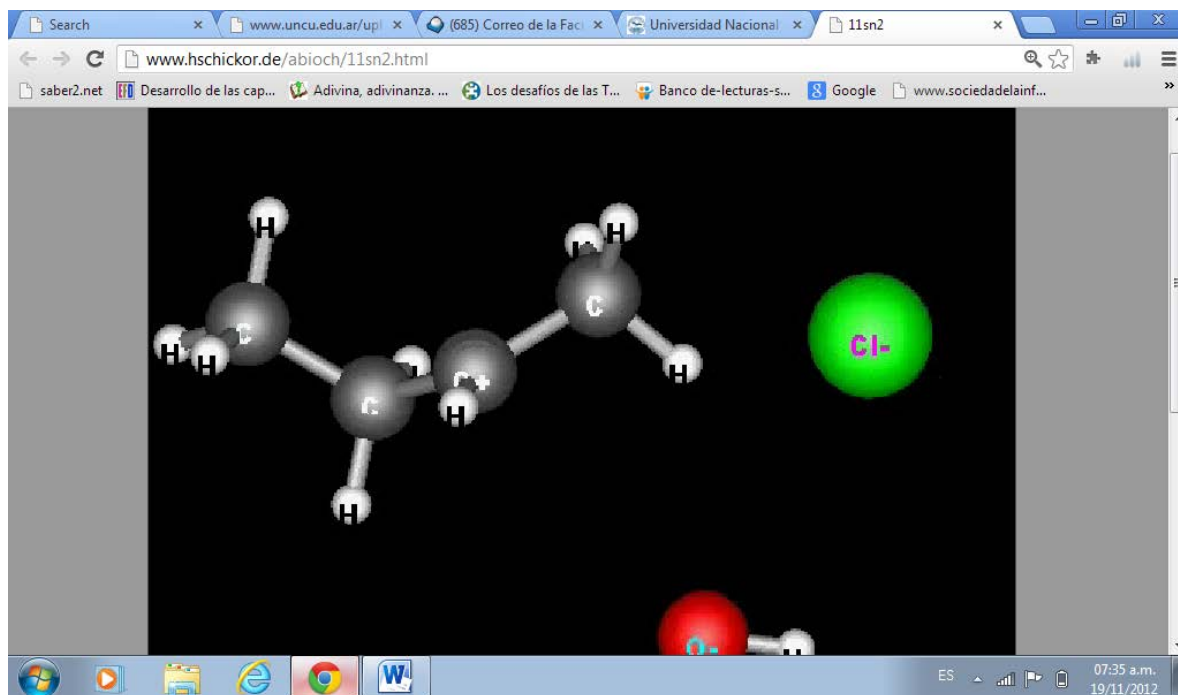 Search
www.uncu.edu.ar/upl
(685) Correo de la Fac
Universidad Nacional
11sn2
www.hschickor.de/abioch/11sn2.html
saber2.net
EFD Desarrollo de las cap...
Adivina, adivinanza. ...
Los desafíos de las T...
Banco de-lecturas-s...
8 Google
www.sociedadelainf...
»
H
H
C
C
Cl-
H
H
H
C+
C
H
H
O-
H
W
ES
07:35 a.m.
19/11/2012